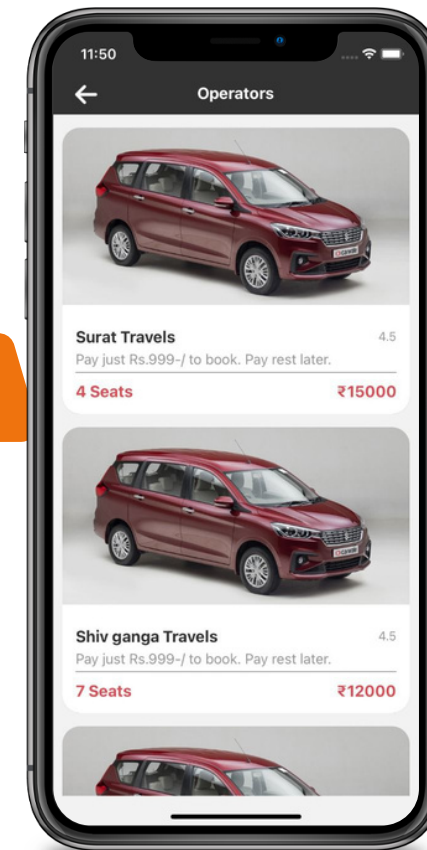 11:50
Operators
Surat Travels 4.5
Pay just Rs.999-/ to book. Pay rest later.
4 Seats ₹15000
Shiv ganga Travels 4.5
Pay just Rs.999-/ to book. Pay rest later.
7 Seats ₹12000